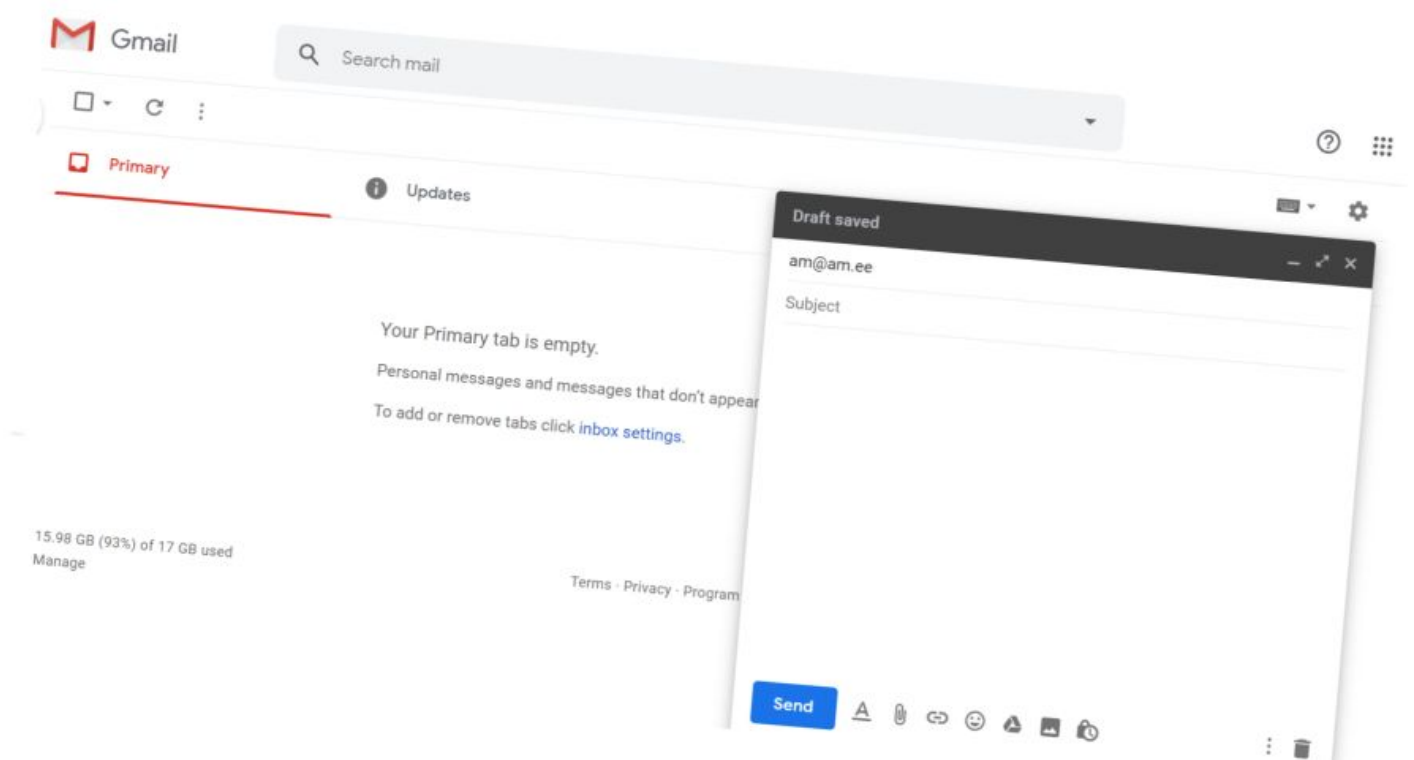 Gmail
Search mail
Primary
Updates
Your Primary tab is empty.
Personal messages and messages that don't appear
To add or remove tabs click inbox settings.
15.98 GB (93%) of 17 GB used
Manage
Terms · Privacy · Program
Draft saved
am@am.ee
Subject
Send